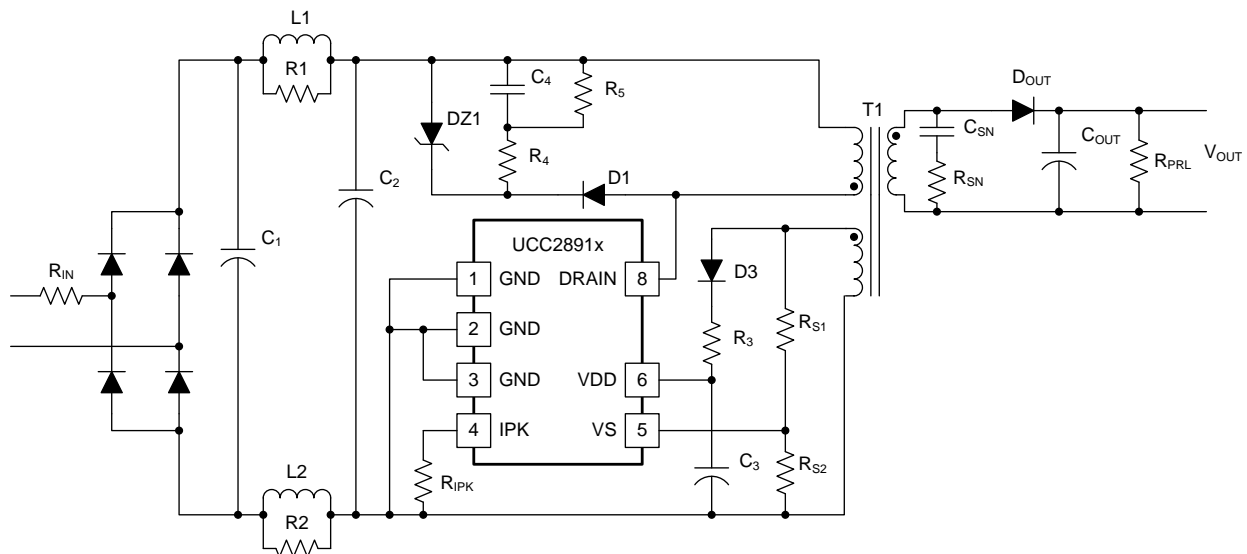 L1
R1
C4
R5
DOUT
T1
DZ1
CSN
COUT
R4
RPRL
VOUT
D1
RSN
C2
UCC2891x
C1
RIN
1 GND DRAIN 8
D3
2 GND
RS1
R3
3 GND VDD 6
4 IPK VS 5
C3
RS2
L2
RIPK
R2